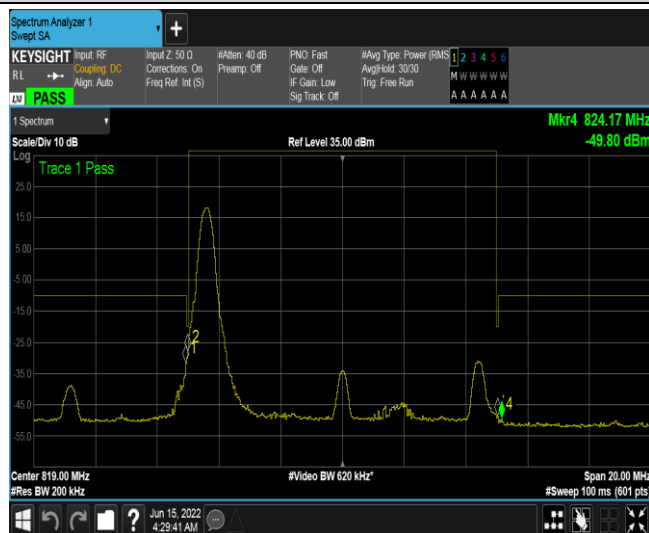 Spectrum Analyzer 1
Swept SA
+
KEYSIGHT Input: RF Input Z: 50 Ω #Atten: 40 dB PNO: Fast #Avg Type: Power (RMS 1 2 3 4 5 6
RL Coupling: DC Corrections: On Preamp: Off Gate: Off Avg|Hold: 30/30 M W W W W W
Align: Auto Freq Ref: Int (S) IF Gain: Low Trig: Free Run
LXI PASS Sig Track: Off A A A A A A
1 Spectrum Mkr4 824.17 MHz
Scale/Div 10 dB Ref Level 35.00 dBm -49.80 dBm
Log
Trace 1 Pass
25.0
15.0
5.00
-5.00
-15.0
-25.0
2
1
-35.0
-45.0
4
-55.0
Center 819.00 MHz #Video BW 620 kHz* Span 20.00 MHz
#Res BW 200 kHz #Sweep 100 ms (601 pts)
? Jun 15, 2022
4:29:41 AM